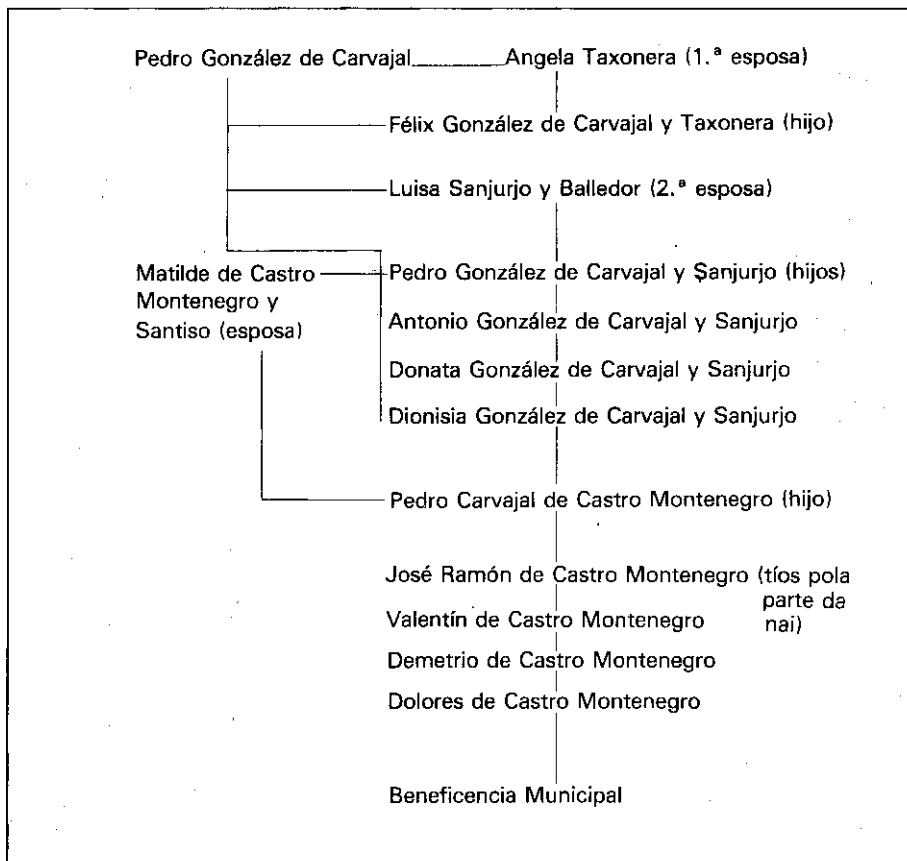 Pedro González de Carvajal Angela Taxonera (1.ª esposa)
Félix González de Carvajal y Taxonera (hijo)
Luisa Sanjurjo y Balledor (2.ª esposa)
Matilde de Castro
Montenegro y
Santiso (esposa)
Pedro González de Carvajal y Sanjurjo (hijos)
Antonio González de Carvajal y Sanjurjo
Donata González de Carvajal y Sanjurjo
Dionisia González de Carvajal y Sanjurjo
Pedro Carvajal de Castro Montenegro (hijo)
José Ramón de Castro Montenegro (tíos pola
parte da
nai)
Valentín de Castro Montenegro
Demetrio de Castro Montenegro
Dolores de Castro Montenegro
Beneficencia Municipal